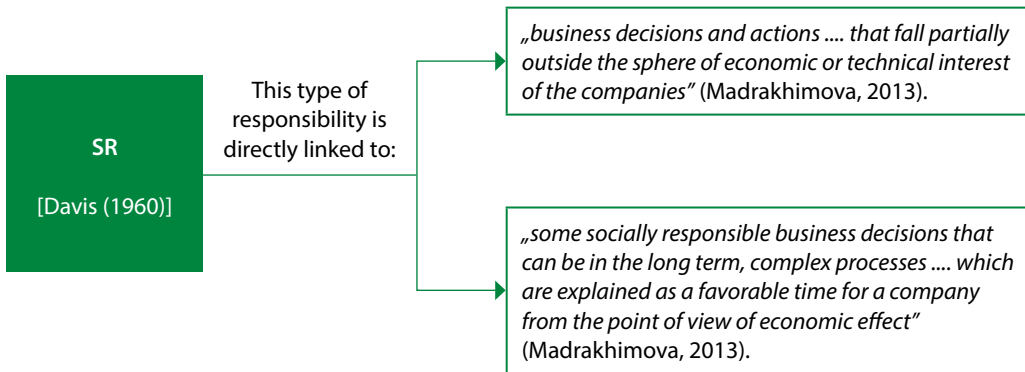 SR
[Davis (1960)]
This type of
responsibility is
directly linked to:
„business decisions and actions .... that fall partially
outside the sphere of economic or technical interest
of the companies” (Madrakhimova, 2013).
„some socially responsible business decisions that
can be in the long term, complex processes .... which
are explained as a favorable time for a company
from the point of view of economic effect”
(Madrakhimova, 2013).